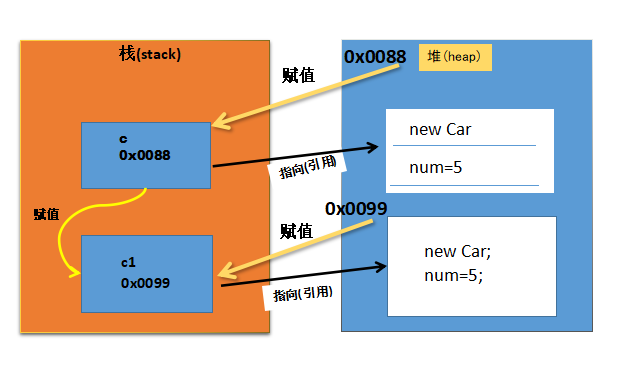 栈(stack)
0x0088
堆(heap)
赋值
c
0x0088
new Car
num=5
指向(引用)
赋值
0x0099
赋值
c1
0x0099
new Car;
num=5;
指向(引用)